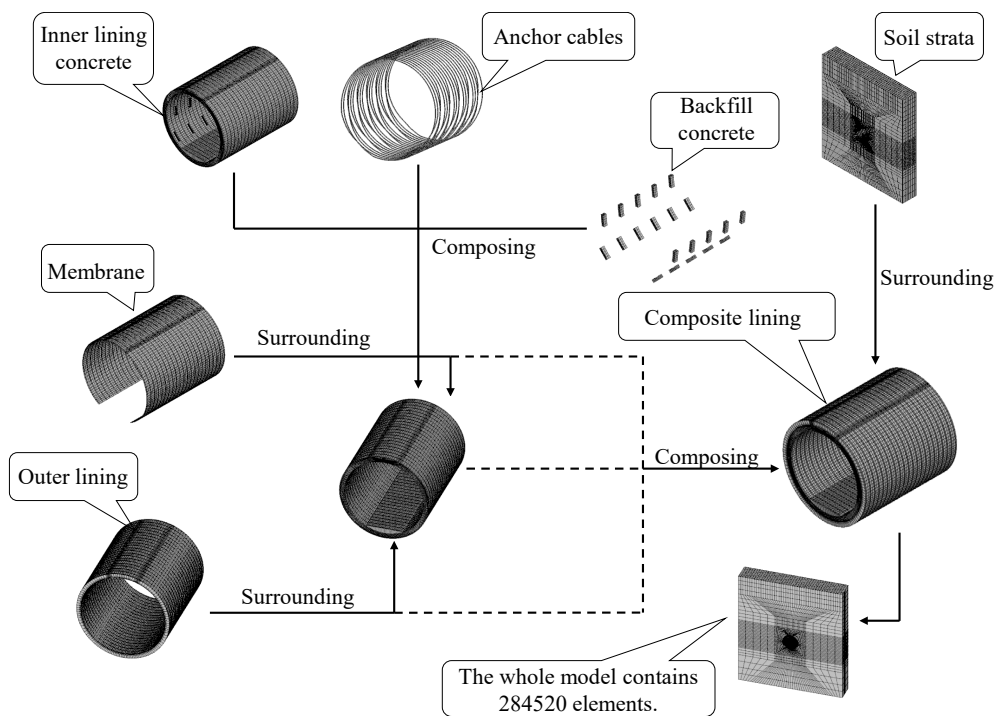 Inner lining
concrete
Anchor cables
Soil strata
Backfill
concrete
Composing
Membrane
Surrounding
Surrounding
Composite lining
Outer lining
Composing
Surrounding
The whole model contains
284520 elements.